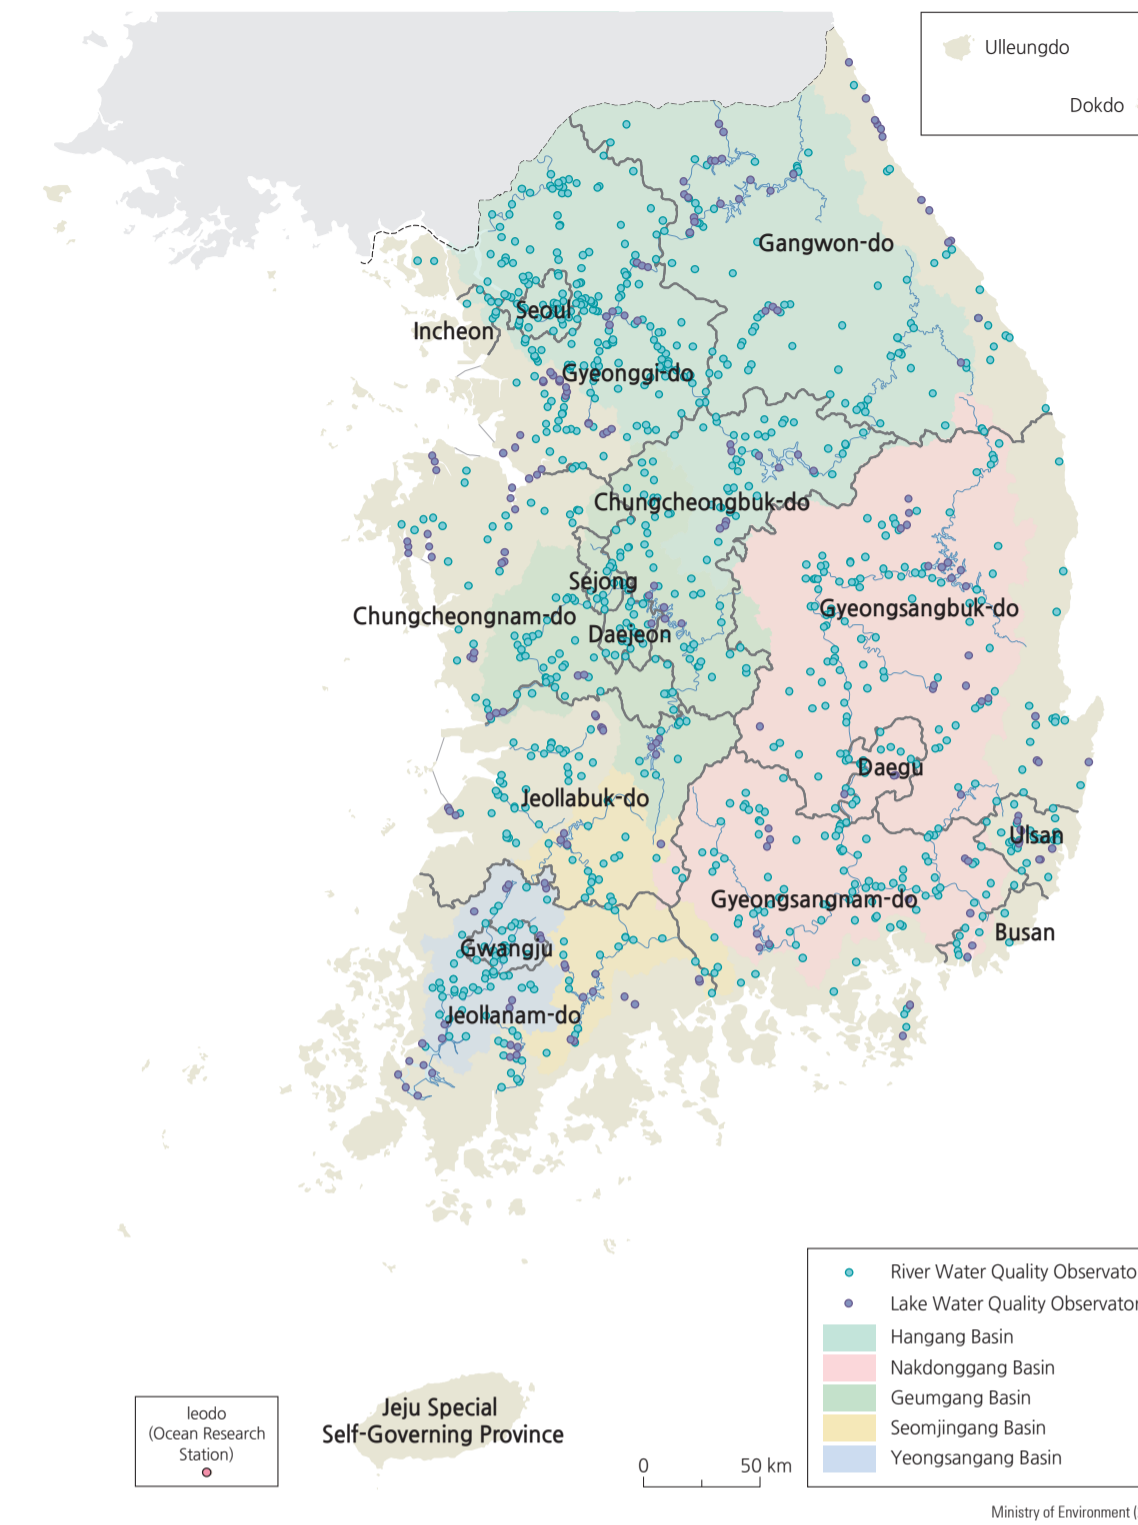 Ulleungdo
Dokdo
Gangwon-do
Seoul
Incheon
Gyeonggi-do
Chungcheongbuk-do
Sejong
Chungcheongnam-do
Daejeon
Gyeongsangbuk-do
Daegu
Jeollabuk-do
Ulsan
Gyeongsangnam-do
Busan
Gwangju
Jeollanam-do
River Water Quality Observato
Lake Water Quality Observator
Hangang Basin
Nakdonggang Basin
Geumgang Basin
Seomjingang Basin
Yeongsangang Basin
Jeju Special
Self-Governing Province
Ieodo
(Ocean Research
Station)
0 50 km
Ministry of Environment (